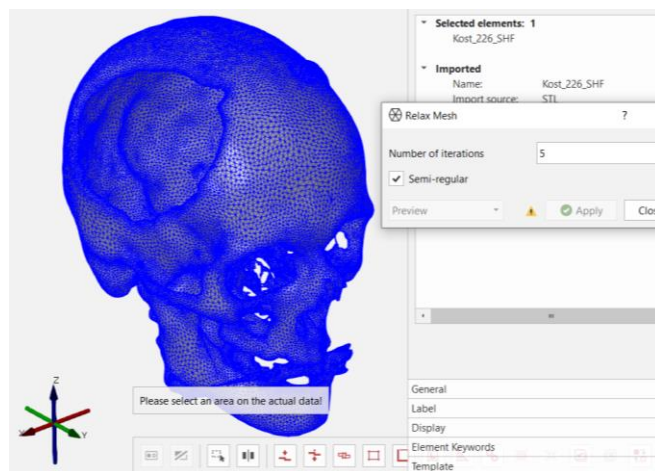 Selected elements: 1
Kost_226_SHF
Imported
Name: Kost_226_SHF
Import source: STL
Relax Mesh ?
Number of iterations 5
Semi-regular
Preview Apply Clos
Z
Y
Please select an area on the actual data!
General
Label
Display
Element Keywords
Template